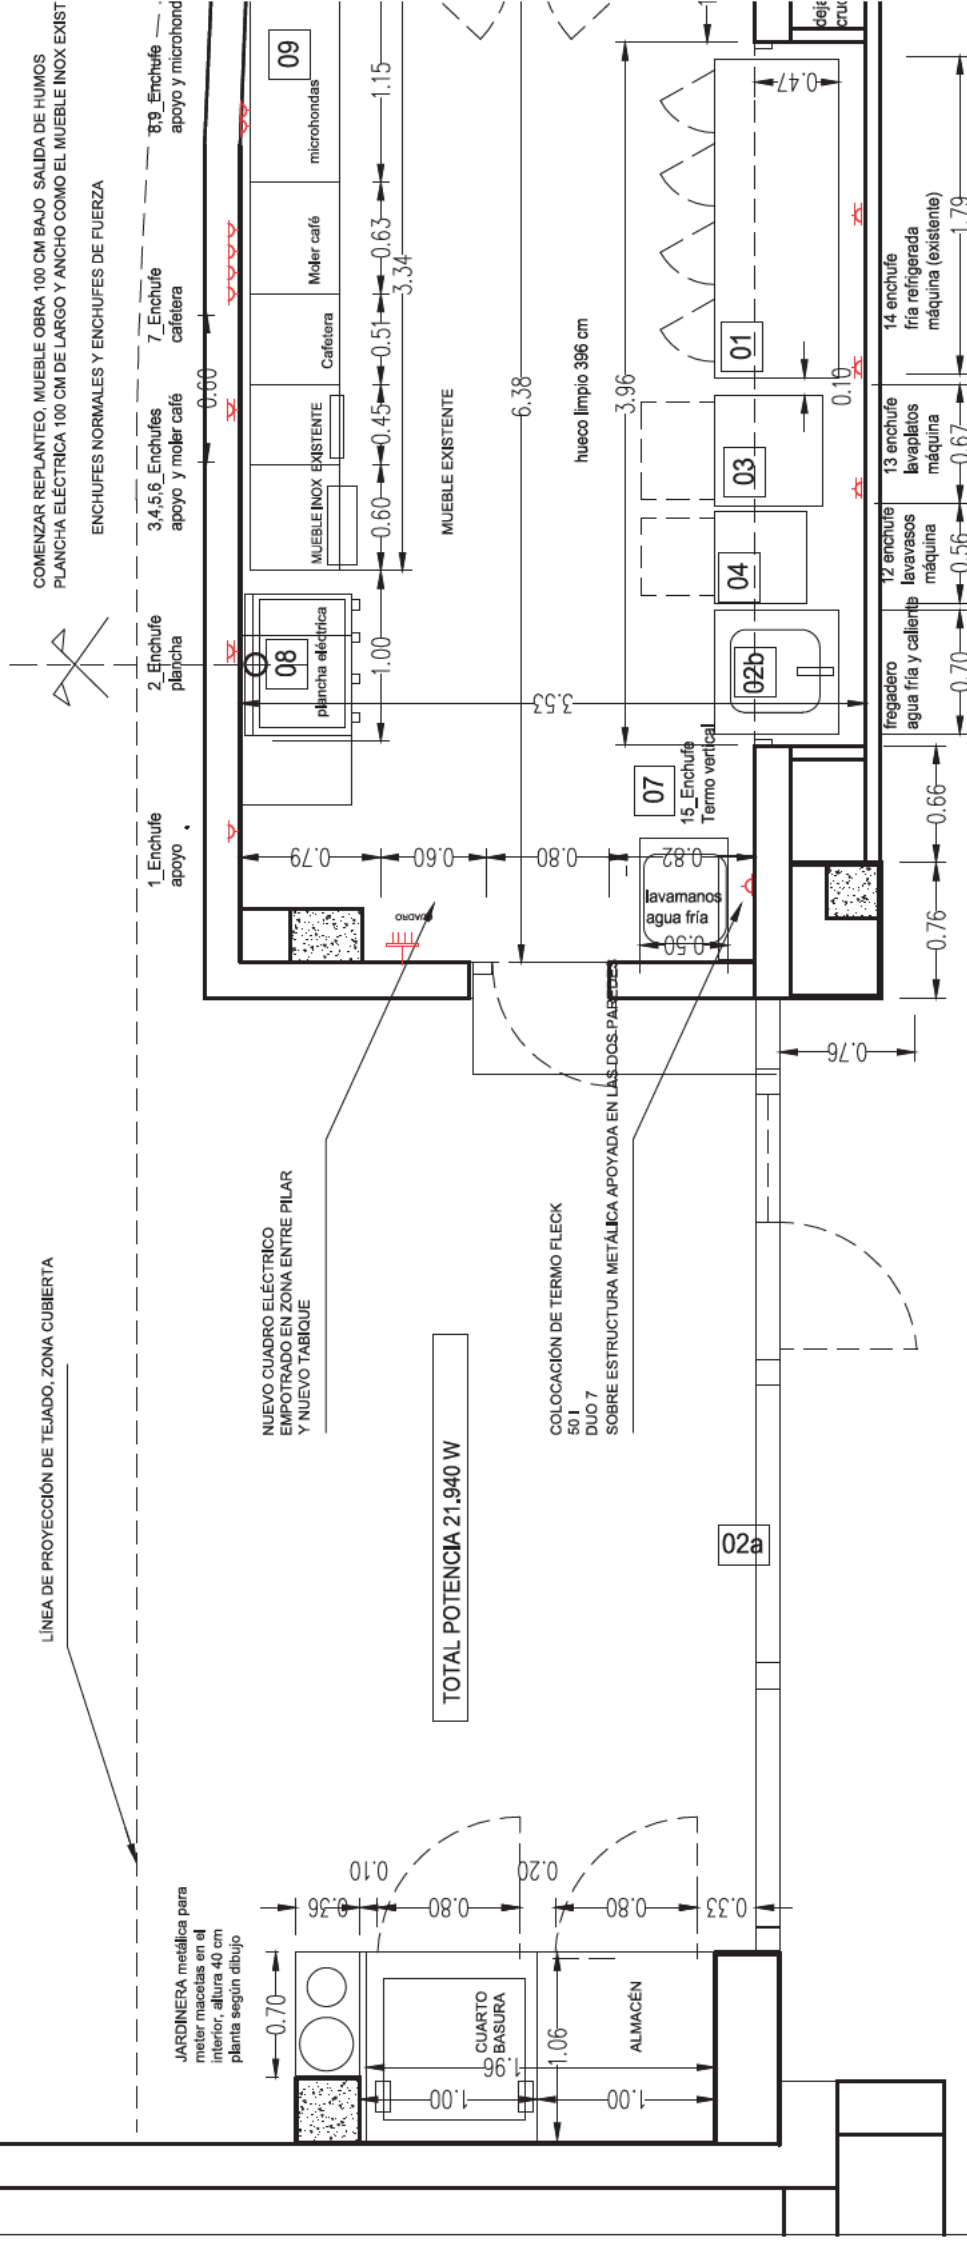 COMENZAR REPLANTEO, MUEBLE OBRA 100 CM BAJO SALIDA DE HUMOS
PLANCHA ELÉCTRICA 100 CM DE LARGO Y ANCHO COMO EL MUEBLE INOX EXIST
ENCHUFES NORMALES Y ENCHUFES DE FUERZA
1_Enchufe
apoyo
2_Enchufe
plancha
3,4,5,6_Enchufes
apoyo y moler café
7_Enchufe
cafetera
8,9_Enchufe
apoyo y microhond
0.60
08
plancha eléctrica
MUEBLE INOX EXISTENTE
Cafetera
Moler café
microhondas
09
1.00
0.60
0.45
0.51
0.63
1.15
3.34
MUEBLE EXISTENTE
6.38
hueco limpio 396 cm
3.96
3.53
0.79
0.60
0.80
0.82
CUADRO
07
15_Enchufe
Termo vertical
lavamanos
agua fría
0.50
02b
04
03
01
0.47
0.10
fregadero
agua fría y caliente
12 enchufe
lavavasos
máquina
13 enchufe
lavaplatos
máquina
14 enchufe
fría refrigerada
máquina (existente)
deja
cruc
0.76
0.66
0.70
0.56
0.67
1.79
0.76
LÍNEA DE PROYECCIÓN DE TEJADO, ZONA CUBIERTA
NUEVO CUADRO ELÉCTRICO
EMPOTRADO EN ZONA ENTRE PILAR
Y NUEVO TABIQUE
TOTAL POTENCIA 21.940 W
COLOCACIÓN DE TERMO FLECK
50 l
DUO 7
SOBRE ESTRUCTURA METÁLICA APOYADA EN LAS DOS PAREDES
02a
JARDINERA metálica para
meter macetas en el
interior, altura 40 cm
planta según dibujo
0.70
0.36
0.10
0.80
0.20
0.80
0.33
CUARTO
BASURA
ALMACÉN
1.96
1.06
1.00
1.00